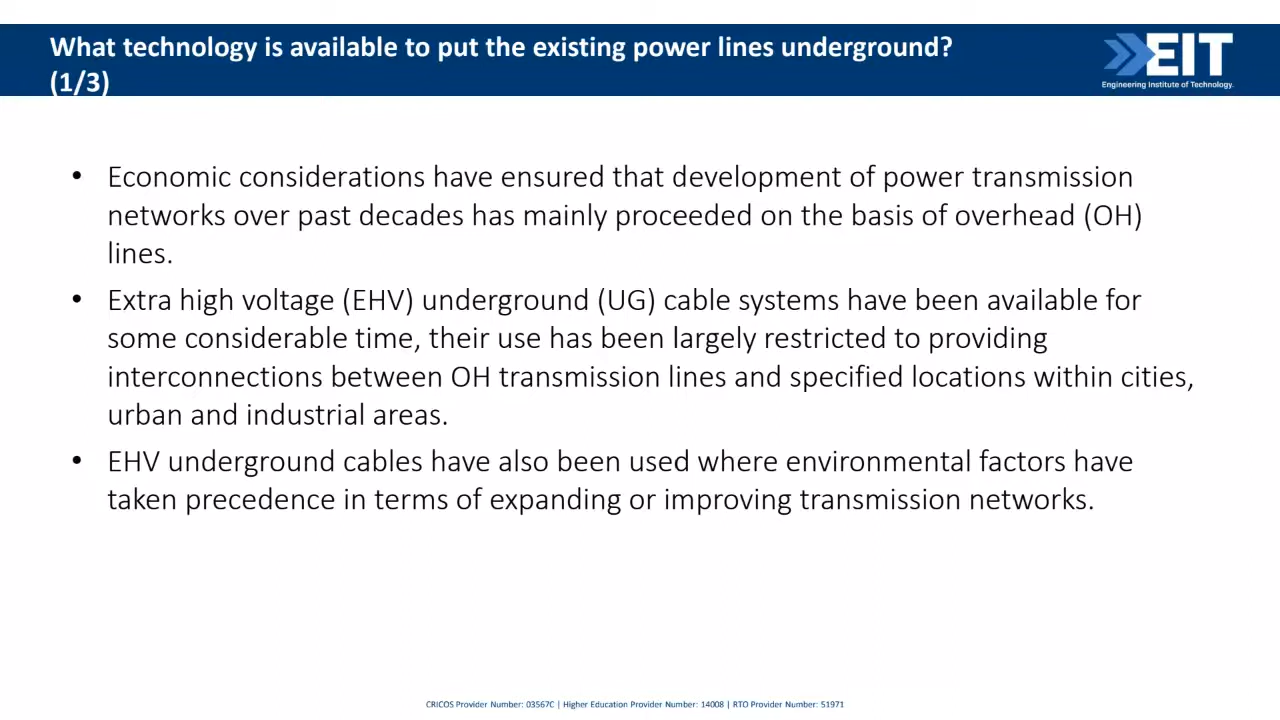 What technology is available to put the existing power lines underground?
(1/3)
EIT
Engineering Institute of Technology.
• Economic considerations have ensured that development of power transmission
networks over past decades has mainly proceeded on the basis of overhead (OH)
lines.
• Extra high voltage (EHV) underground (UG) cable systems have been available for
some considerable time, their use has been largely restricted to providing
interconnections between OH transmission lines and specified locations within cities,
urban and industrial areas.
• EHV underground cables have also been used where environmental factors have
taken precedence in terms of expanding or improving transmission networks.
CRICOS Provider Number: 03567C | Higher Education Provider Number: 14008 | RTO Provider Number: 51971